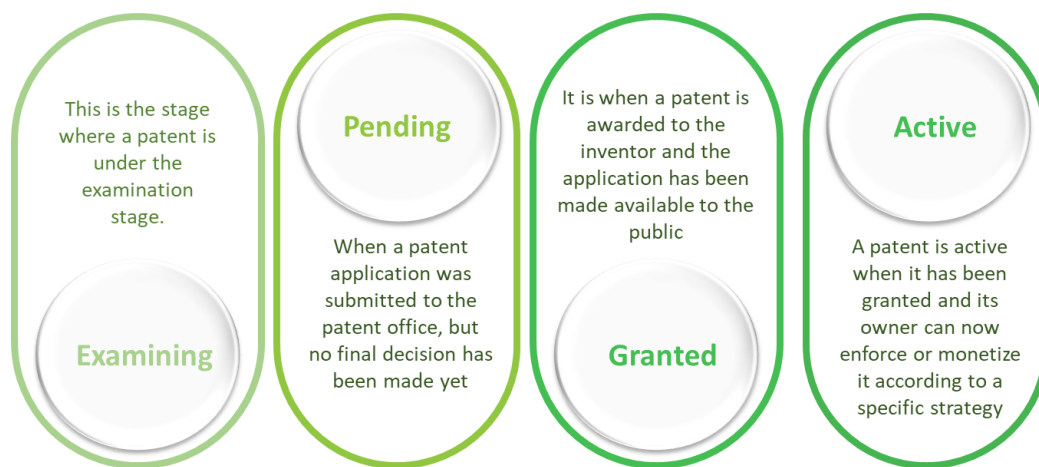 This is the stage
where a patent is
under the
examination
stage.
Examining
Pending
When a patent
application was
submitted to the
patent office, but
no final decision has
been made yet
It is when a patent is
awarded to the
inventor and the
application has been
made available to the
public
Granted
Active
A patent is active
when it has been
granted and its
owner can now
enforce or monetize
it according to a
specific strategy